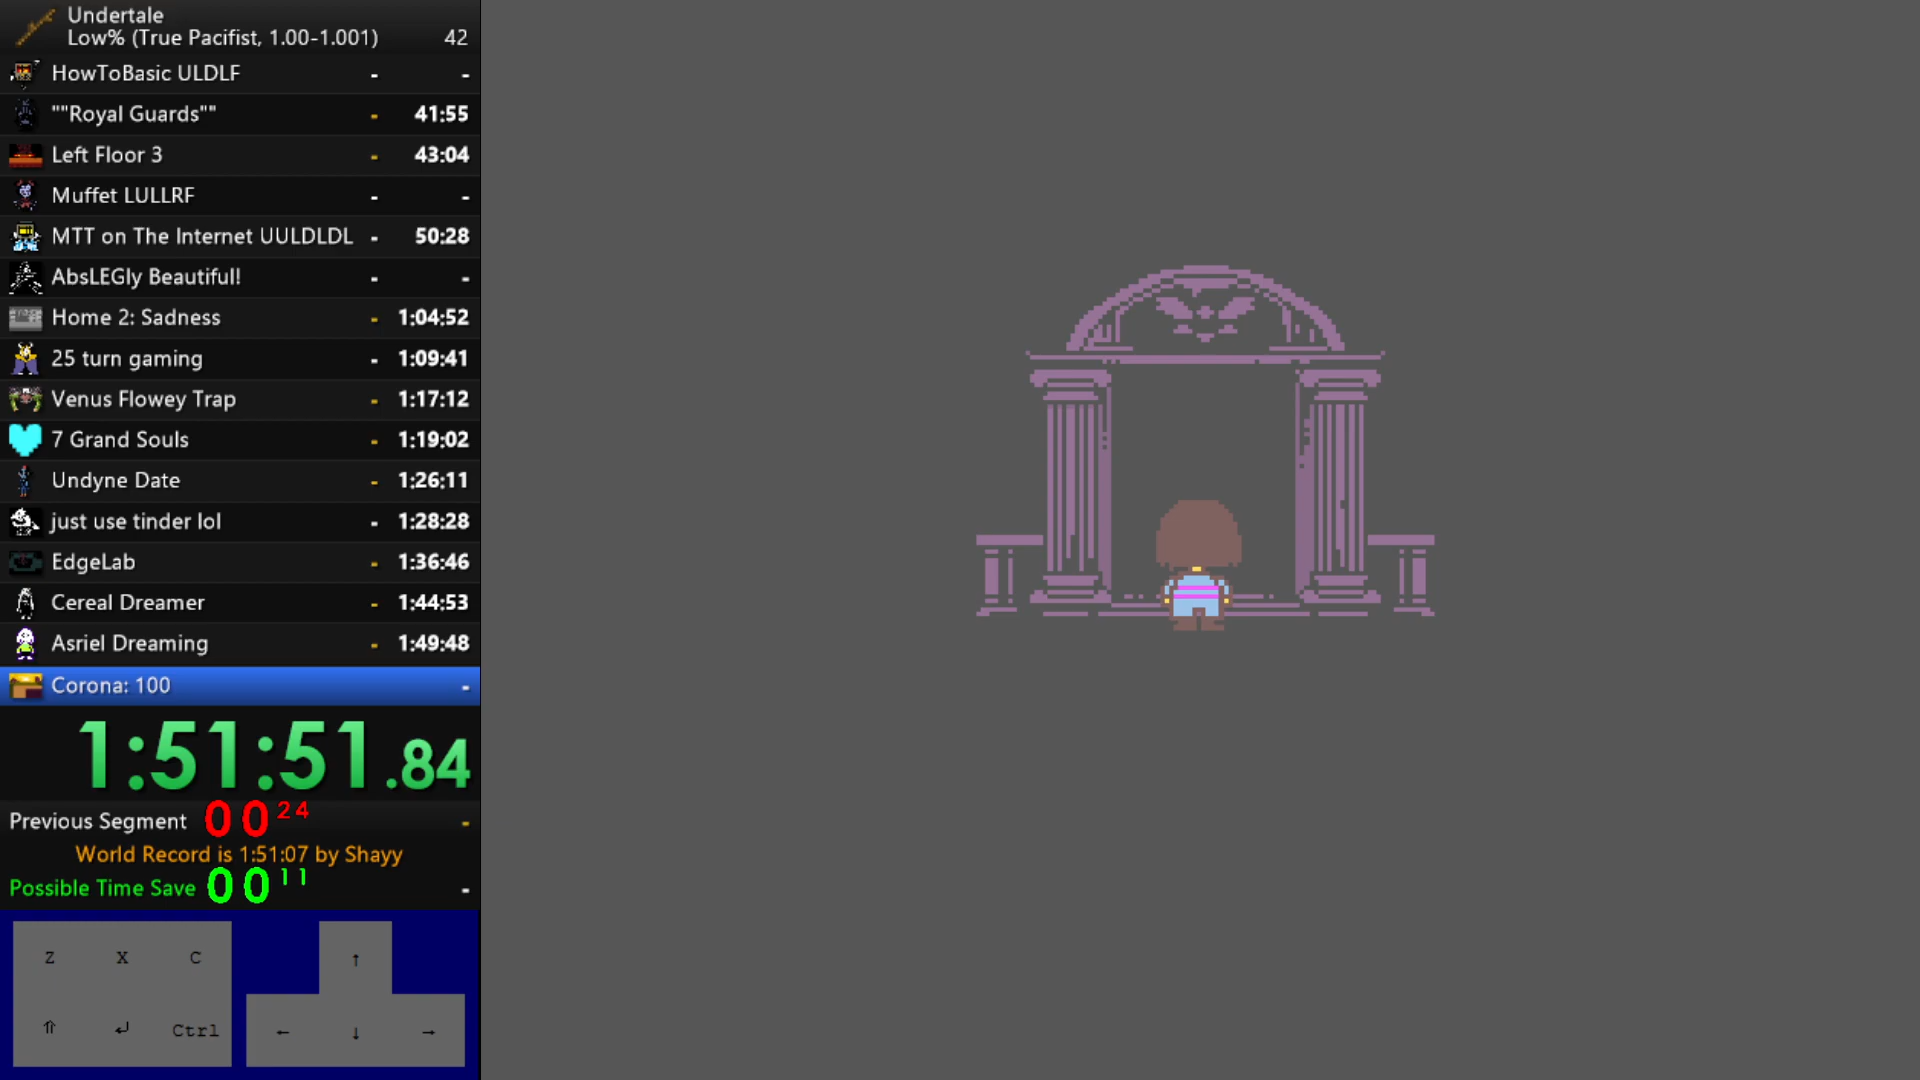 Undertale
Low% (True Pacifist, 1.00-1.001) 42
HowToBasic ULDLF - -
""Royal Guards"" - 41:55
Left Floor 3 - 43:04
Muffet LULLRF - -
MTT on The Internet UULDLDL - 50:28
AbsLEGly Beautiful! - -
Home 2: Sadness - 1:04:52
25 turn gaming - 1:09:41
Venus Flowey Trap - 1:17:12
7 Grand Souls - 1:19:02
Undyne Date - 1:26:11
just use tinder lol - 1:28:28
EdgeLab - 1:36:46
Cereal Dreamer - 1:44:53
Asriel Dreaming - 1:49:48
Corona: 100 -
1:51:51.84
Previous Segment 00 24 -
World Record is 1:51:07 by Shayy
Possible Time Save 00 11 -
Z X C ↑
⇧ ↵ Ctrl ← ↓ →